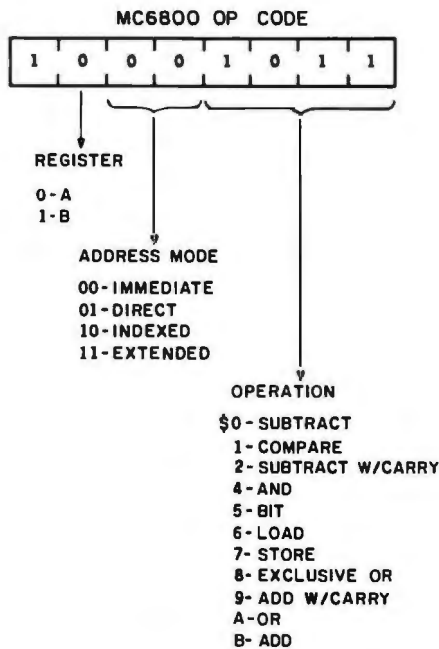 MC6800 OP CODE
1 0 0 0 1 0 1 1
REGISTER
0-A
1-B
ADDRESS MODE
00-IMMEDIATE
01-DIRECT
10-INDEXED
11-EXTENDED
OPERATION
$0-SUBTRACT
1-COMPARE
2-SUBTRACT W/CARRY
4-AND
5-BIT
6-LOAD
7-STORE
8-EXCLUSIVE OR
9-ADD W/CARRY
A-OR
B-ADD